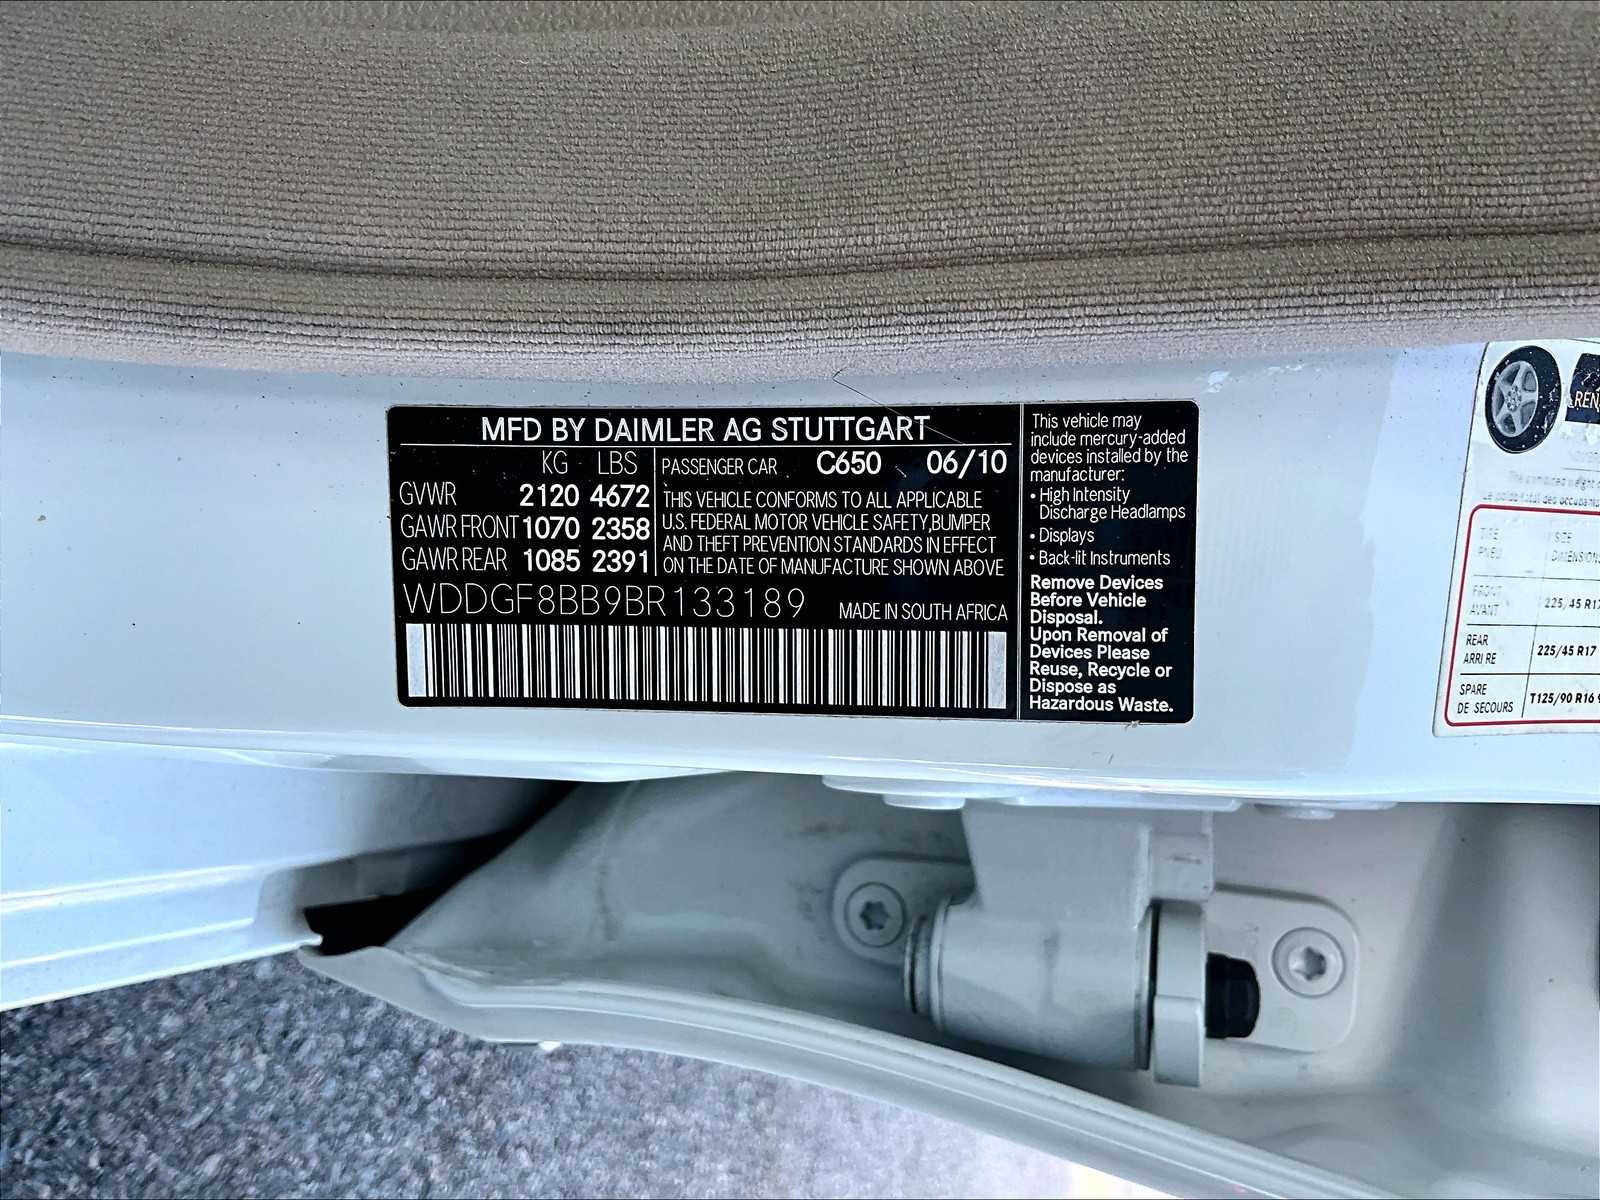 MFD BY DAIMLER AG STUTTGART
KG LBS
GVWR 2120 4672
GAWR FRONT 1070 2358
GAWR REAR 1085 2391
PASSENGER CAR C650 06/10
THIS VEHICLE CONFORMS TO ALL APPLICABLE
U.S. FEDERAL MOTOR VEHICLE SAFETY,BUMPER
AND THEFT PREVENTION STANDARDS IN EFFECT
ON THE DATE OF MANUFACTURE SHOWN ABOVE
WDDGF8BB9BR133189
MADE IN SOUTH AFRICA
This vehicle may
include mercury-added
devices installed by the
manufacturer:
• High Intensity
Discharge Headlamps
• Displays
• Back-lit Instruments
Remove Devices
Before Vehicle
Disposal.
Upon Removal of
Devices Please
Reuse, Recycle or
Dispose as
Hazardous Waste.
The combined weight
TIRE SIZE
PNEU DIMENSIONS
FRONT
AVANT
225/45 R17
REAR
ARRI RE
225/45 R17
SPARE
DE SECOURS
T125/90 R16